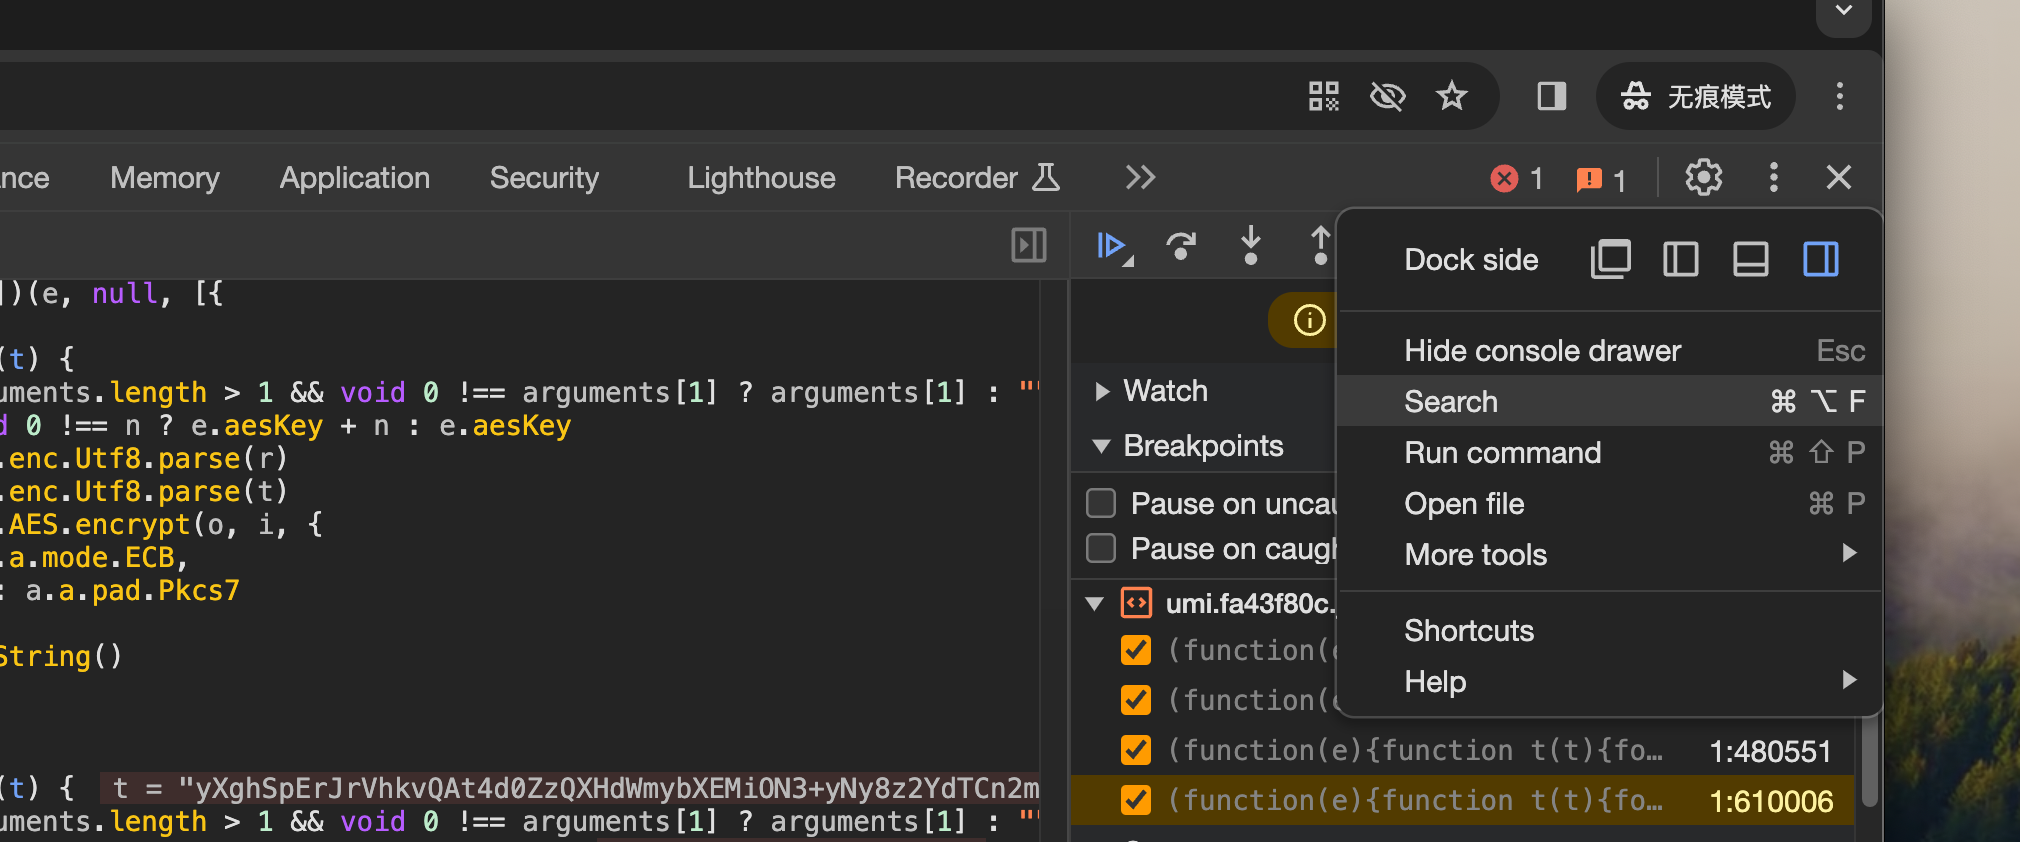 无痕模式
nce Memory Application Security Lighthouse Recorder 1 1
Dock side
Hide console drawer Esc
Search ⌘ ⌥ F
Run command ⌘ ⇧ P
Open file ⌘ P
More tools
Shortcuts
Help
])(e, null, [{
(t) {
uments.length > 1 && void 0 !== arguments[1] ? arguments[1] : ""
d 0 !== n ? e.aesKey + n : e.aesKey
.enc.Utf8.parse(r)
.enc.Utf8.parse(t)
.AES.encrypt(o, i, {
.a.mode.ECB,
: a.a.pad.Pkcs7
String()
(t) { t = "yXghSpErJrVhkvQAt4d0ZzQXHdWmybXEMiON3+yNy8z2YdTCn2m
uments.length > 1 && void 0 !== arguments[1] ? arguments[1] : ""
Watch
Breakpoints
Pause on uncau
Pause on caugh
umi.fa43f80c.
(function(e
(function(e
(function(e){function t(t){fo… 1:480551
(function(e){function t(t){fo… 1:610006